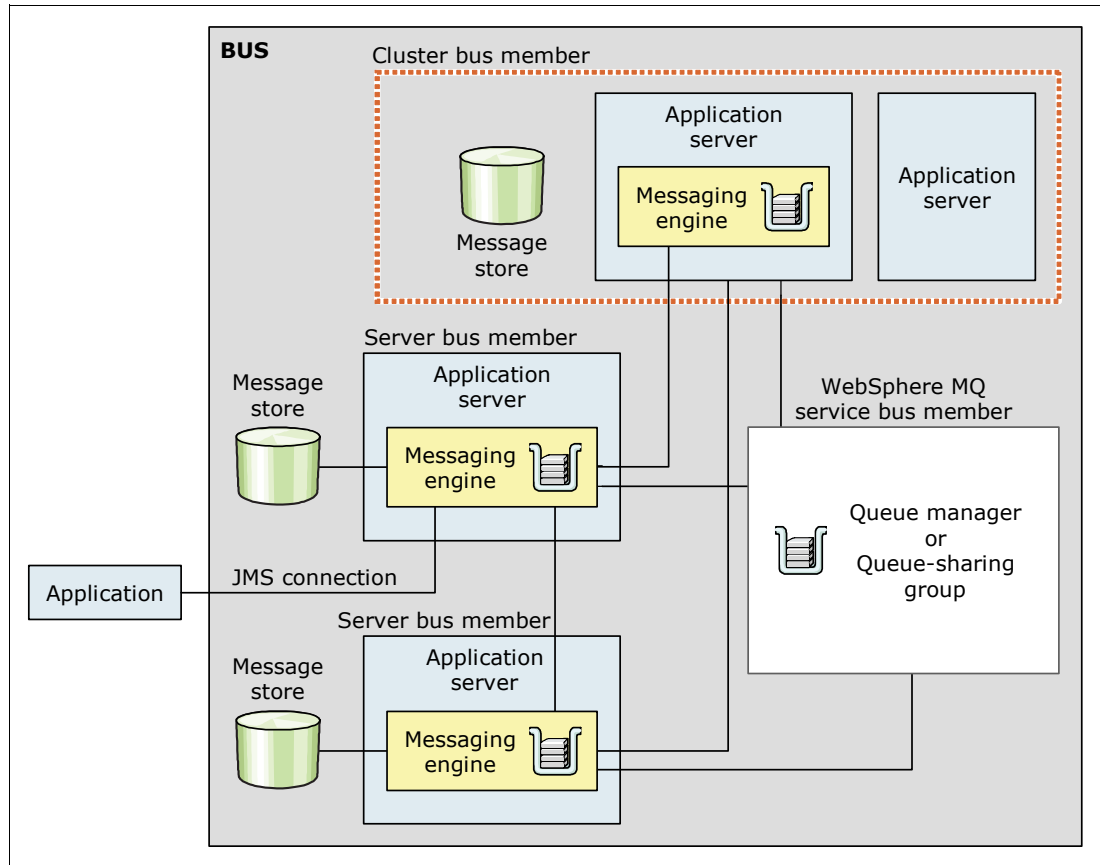 BUS
Cluster bus member
Application
server
Messaging
engine
Application
server
Message
store
Server bus member
Application
server
Message
store
Messaging
engine
WebSphere MQ
service bus member
Queue manager
or
Queue-sharing
group
JMS connection
Application
Server bus member
Application
server
Message
store
Messaging
engine